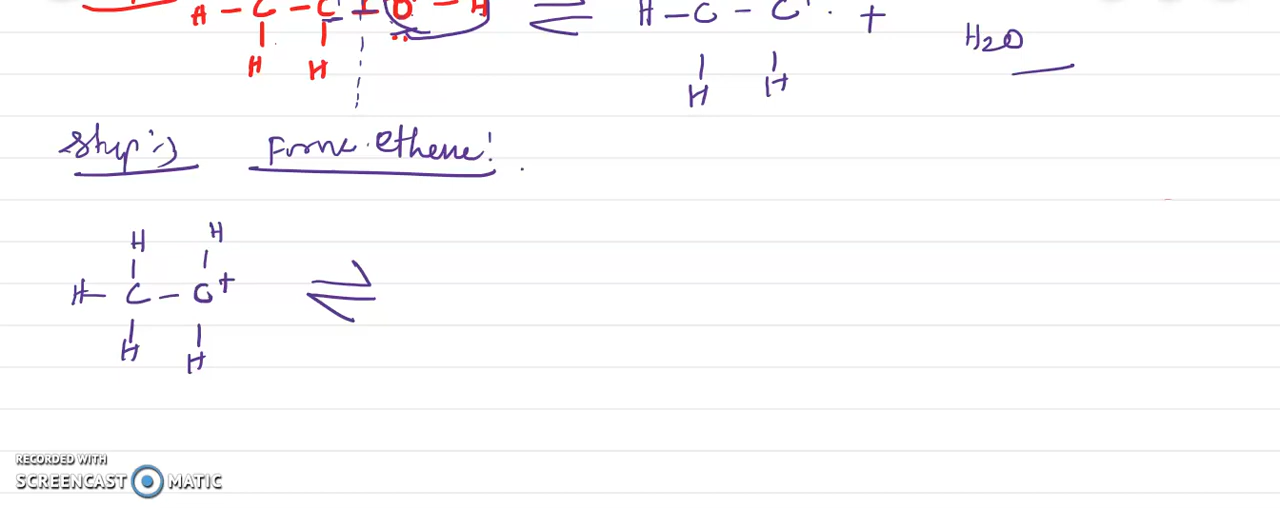 H – C – C – O – H ⇌ H – C – C + H2O
H H H H
Step:3 Form ethene!
H H
H – C – C+ ⇌
H H
RECORDED WITH
SCREENCAST MATIC